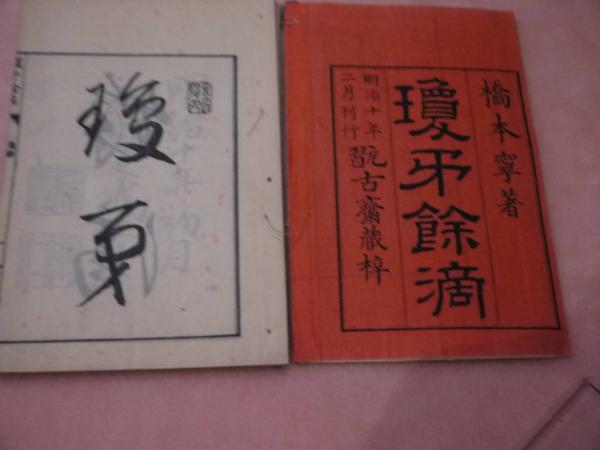 橋本寧著
瓊矛餘滴
明治十年
二月刊行
翫古齋藏梓
瓊矛